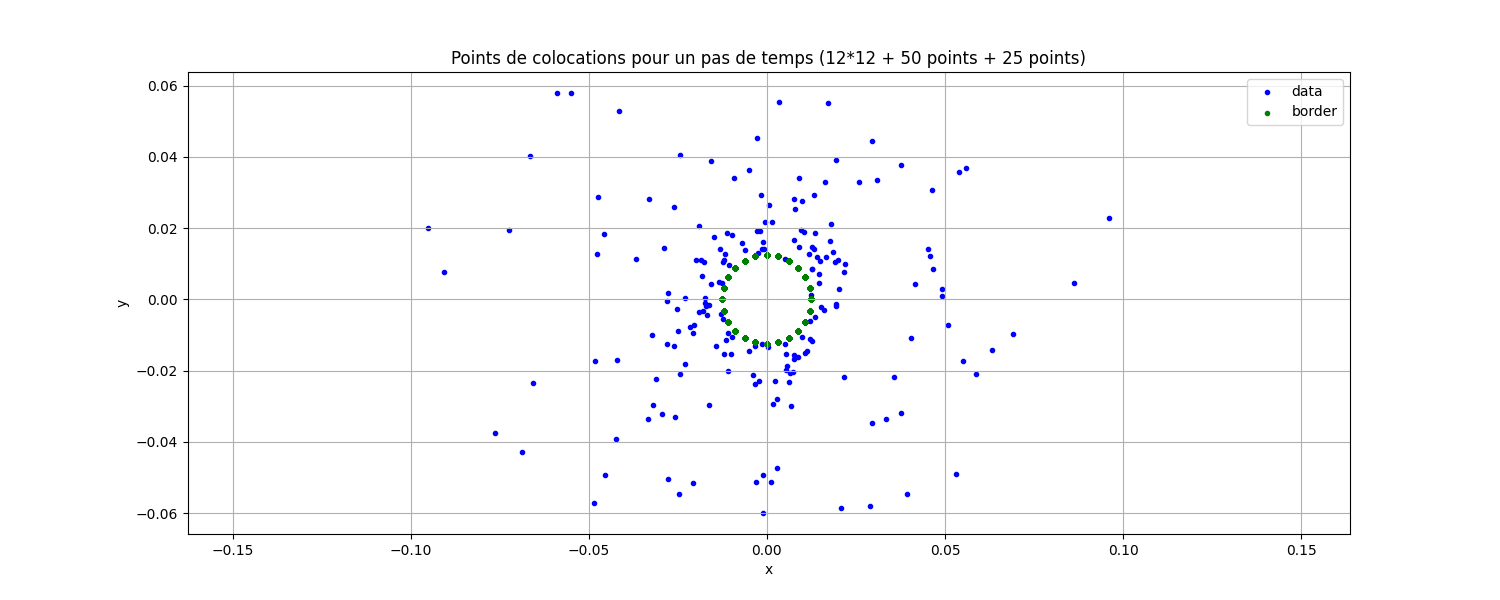 Points de colocations pour un pas de temps (12*12 + 50 points + 25 points)
data
border
0.06
0.04
0.02
0.00
−0.02
−0.04
−0.06
y
−0.15
−0.10
−0.05
0.00
0.05
0.10
0.15
x